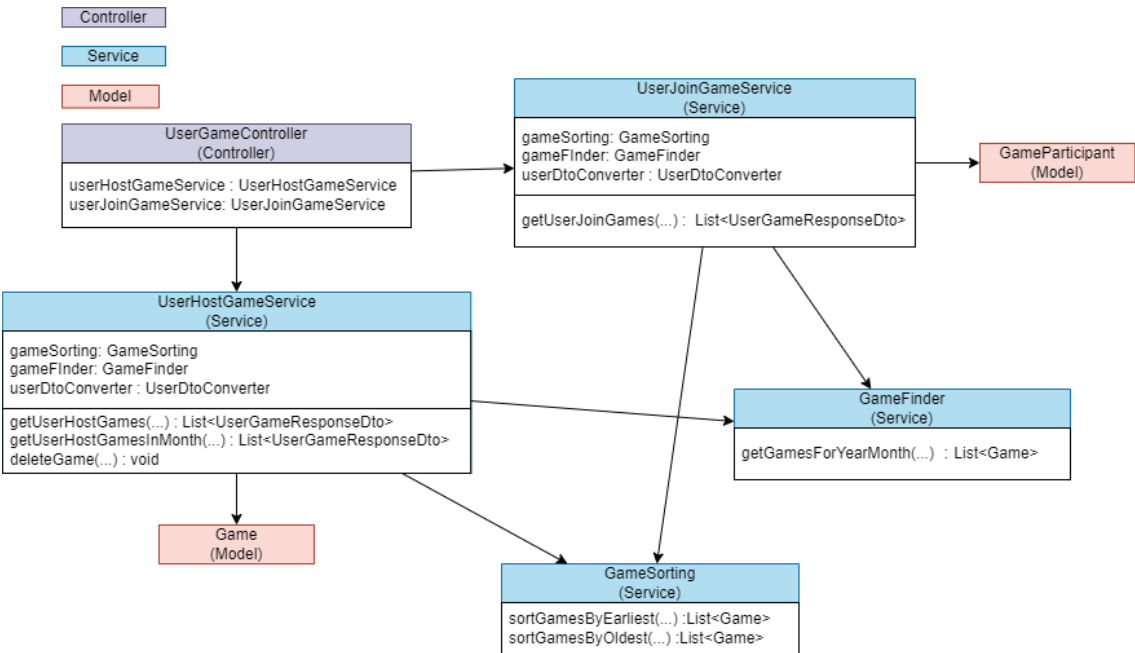 Controller
Service
Model
UserGameController
(Controller)
userHostGameService : UserHostGameService
userJoinGameService: UserJoinGameService
UserJoinGameService
(Service)
gameSorting: GameSorting
gameFInder: GameFinder
userDtoConverter : UserDtoConverter
getUserJoinGames(...) : List<UserGameResponseDto>
GameParticipant
(Model)
UserHostGameService
(Service)
gameSorting: GameSorting
gameFInder: GameFinder
userDtoConverter : UserDtoConverter
getUserHostGames(...) : List<UserGameResponseDto>
getUserHostGamesInMonth(...) : List<UserGameResponseDto>
deleteGame(...) : void
GameFinder
(Service)
getGamesForYearMonth(...) : List<Game>
Game
(Model)
GameSorting
(Service)
sortGamesByEarliest(...) :List<Game>
sortGamesByOldest(...) :List<Game>